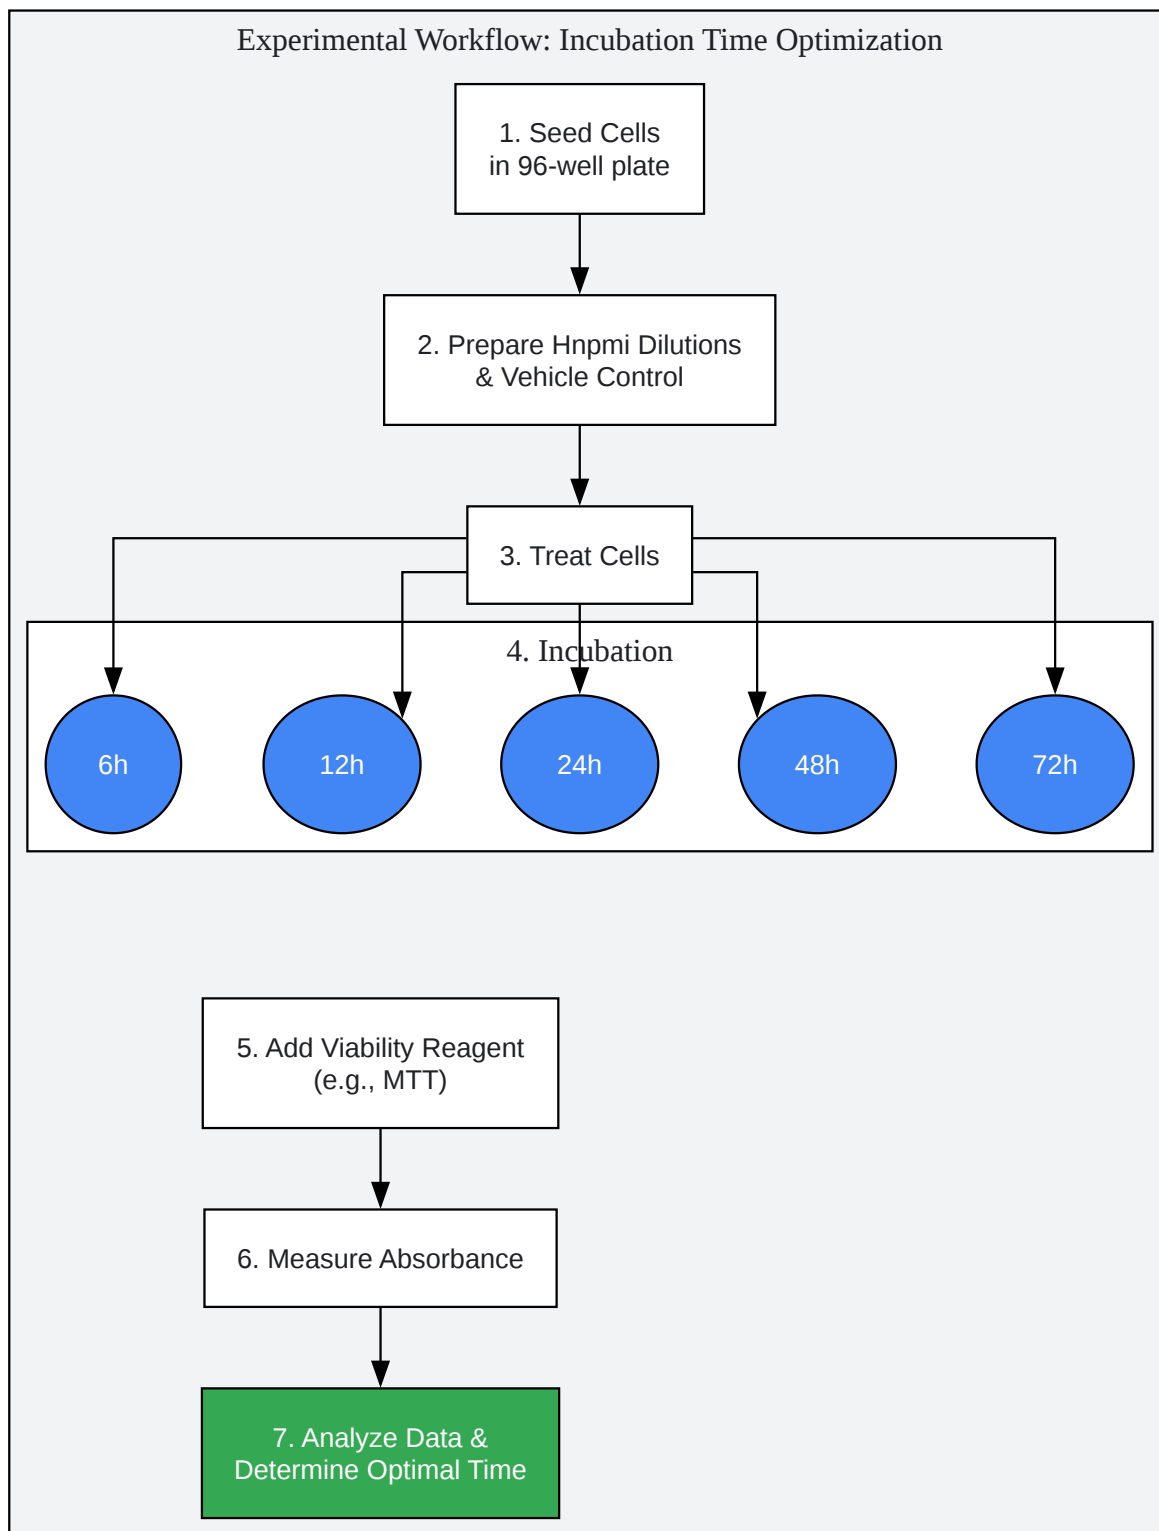 Experimental Workflow: Incubation Time Optimization
1. Seed Cells
in 96-well plate
2. Prepare Hnpmi Dilutions
& Vehicle Control
3. Treat Cells
4. Incubation
6h
12h
24h
48h
72h
5. Add Viability Reagent
(e.g., MTT)
6. Measure Absorbance
7. Analyze Data &
Determine Optimal Time